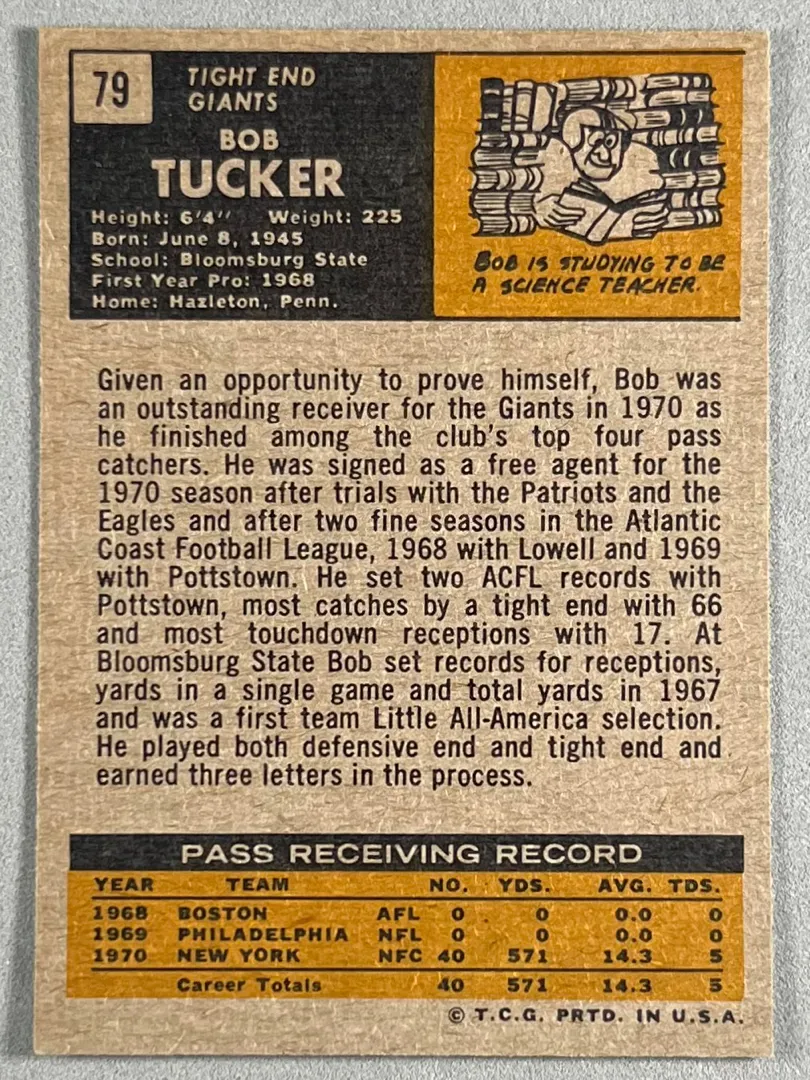 79
TIGHT END
GIANTS
BOB
TUCKER
Height: 6'4" Weight: 225
Born: June 8, 1945
School: Bloomsburg State
First Year Pro: 1968
Home: Hazleton, Penn.
BOB IS STUDYING TO BE
A SCIENCE TEACHER.
Given an opportunity to prove himself, Bob was
an outstanding receiver for the Giants in 1970 as
he finished among the club's top four pass
catchers. He was signed as a free agent for the
1970 season after trials with the Patriots and the
Eagles and after two fine seasons in the Atlantic
Coast Football League, 1968 with Lowell and 1969
with Pottstown. He set two ACFL records with
Pottstown, most catches by a tight end with 66
and most touchdown receptions with 17. At
Bloomsburg State Bob set records for receptions,
yards in a single game and total yards in 1967
and was a first team Little All-America selection.
He played both defensive end and tight end and
earned three letters in the process.
PASS RECEIVING RECORD
YEAR TEAM NO. YDS. AVG. TDS.
1968 BOSTON AFL 0 0 0.0 0
1969 PHILADELPHIA NFL 0 0 0.0 0
1970 NEW YORK NFC 40 571 14.3 5
Career Totals 40 571 14.3 5
© T.C.G. PRTD. IN U.S.A.